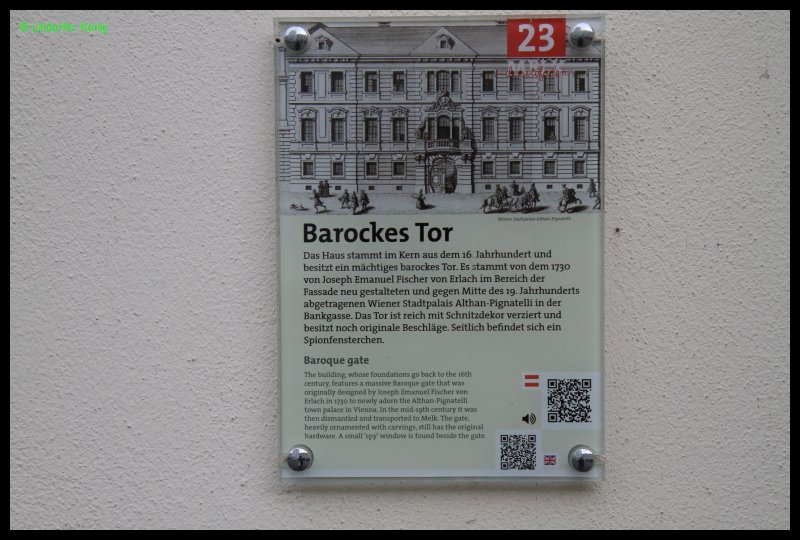 23
MELK
Wiener Stadtpalais Althan-Pignatelli
Barockes Tor
Das Haus stammt im Kern aus dem 16. Jahrhundert und
besitzt ein mächtiges barockes Tor. Es stammt von dem 1730
von Joseph Emanuel Fischer von Erlach im Bereich der
Fassade neu gestalteten und gegen Mitte des 19. Jahrhunderts
abgetragenen Wiener Stadtpalais Althan-Pignatelli in der
Bankgasse. Das Tor ist reich mit Schnitzdekor verziert und
besitzt noch originale Beschläge. Seitlich befindet sich ein
Spionfensterchen.
Baroque gate
The building, whose foundations go back to the 16th
century, features a massive Baroque gate that was
originally designed by Joseph Emanuel Fischer von
Erlach in 1730 to newly adorn the Althan-Pignatelli
town palace in Vienna. In the mid-19th century it was
then dismantled and transported to Melk. The gate,
heavily ornamented with carvings, still has the original
hardware. A small 'spy' window is found beside the gate.